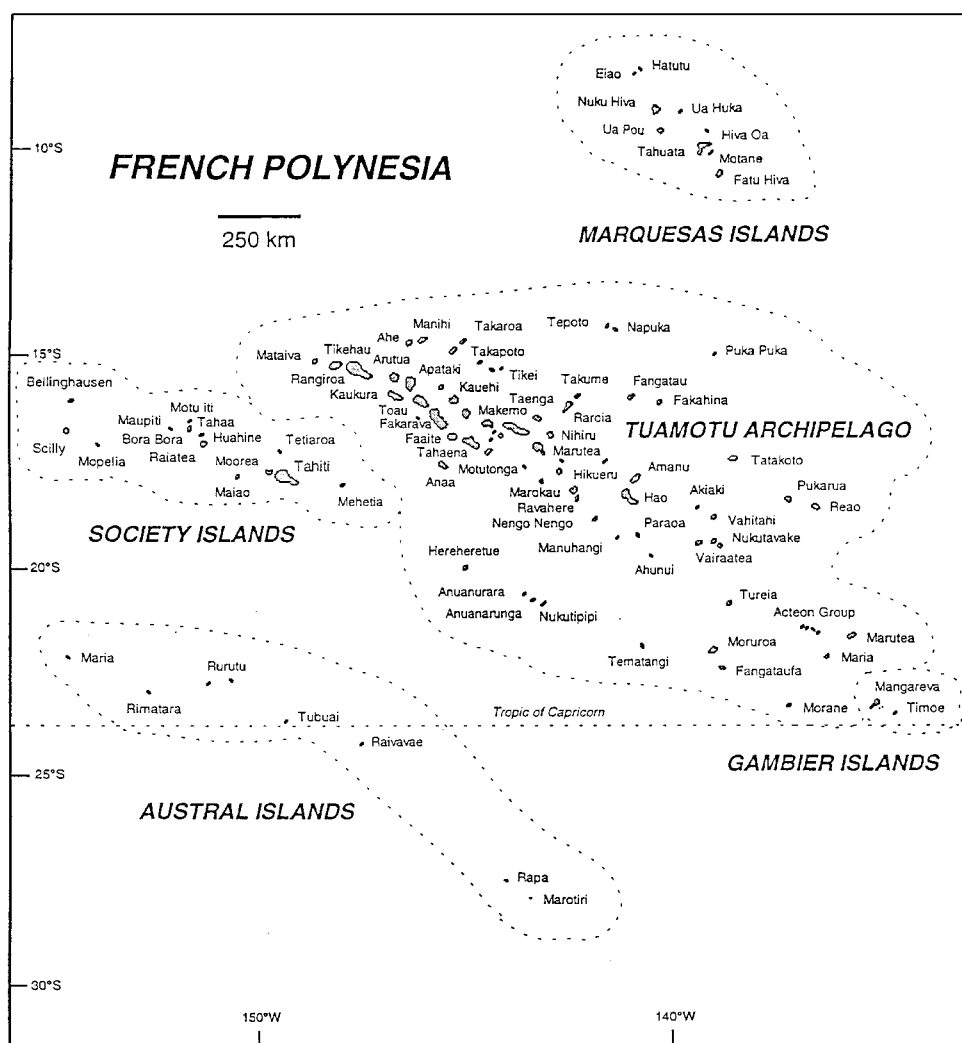 Hatutu
Eiao
Nuku Hiva
Ua Huka
Ua Pou
Hiva Oa
Tahuata
Motane
Fatu Hiva
10°S
FRENCH POLYNESIA
250 km
MARQUESAS ISLANDS
Manihi
Takaroa
Tepoto
Napuka
Ahe
15°S
Mataiva
Tikehau
Arutua
Takapoto
Puka Puka
Apataki
Rangiroa
Tikei
Bellinghausen
Kaukura
Kauehi
Takume
Fangatau
Taenga
Fakahina
Motu iti
Toau
Makemo
Raroia
Maupiti
Tahaa
Fakarava
TUAMOTU ARCHIPELAGO
Bora Bora
Huahine
Tetiaroa
Faaite
Nihiru
Scilly
Raiatea
Tahaena
Marutea
Mopelia
Moorea
Tahiti
Motutonga
Hikueru
Amanu
Tatakoto
Anaa
Maiao
Mehetia
Marokau
Hao
Akiaki
Pukarua
Ravahere
Reao
SOCIETY ISLANDS
Nengo Nengo
Paraoa
Vahitahi
Hereheretue
Manuhangi
Nukutavake
Vairaatea
20°S
Ahunui
Anuanurara
Tureia
Anuanarunga
Nukutipipi
Acteon Group
Moruroa
Marutea
Maria
Rurutu
Tematangi
Fangataufa
Maria
Mangareva
Rimatara
Morane
Timoe
Tropic of Capricorn
Tubuai
Raivavae
GAMBIER ISLANDS
25°S
AUSTRAL ISLANDS
Rapa
Marotiri
30°S
150°W
140°W